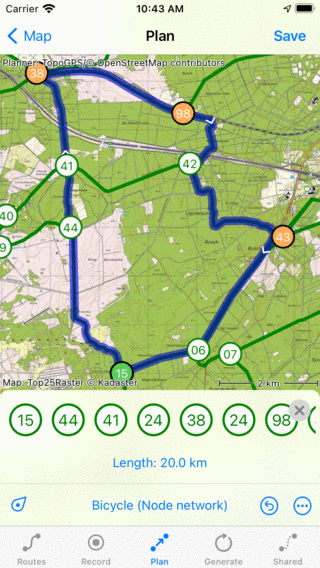 Carrier 10:43 AM
Map Plan Save
Planner: TopoGPS/© OpenStreetMap contributors
38
98
41
42
40
44
43
9
06
07
15
Map: Top25Raster © Kadaster
2 km
15 44 41 24 38 24 98
Length: 20.0 km
Bicycle (Node network)
Routes Record Plan Generate Shared